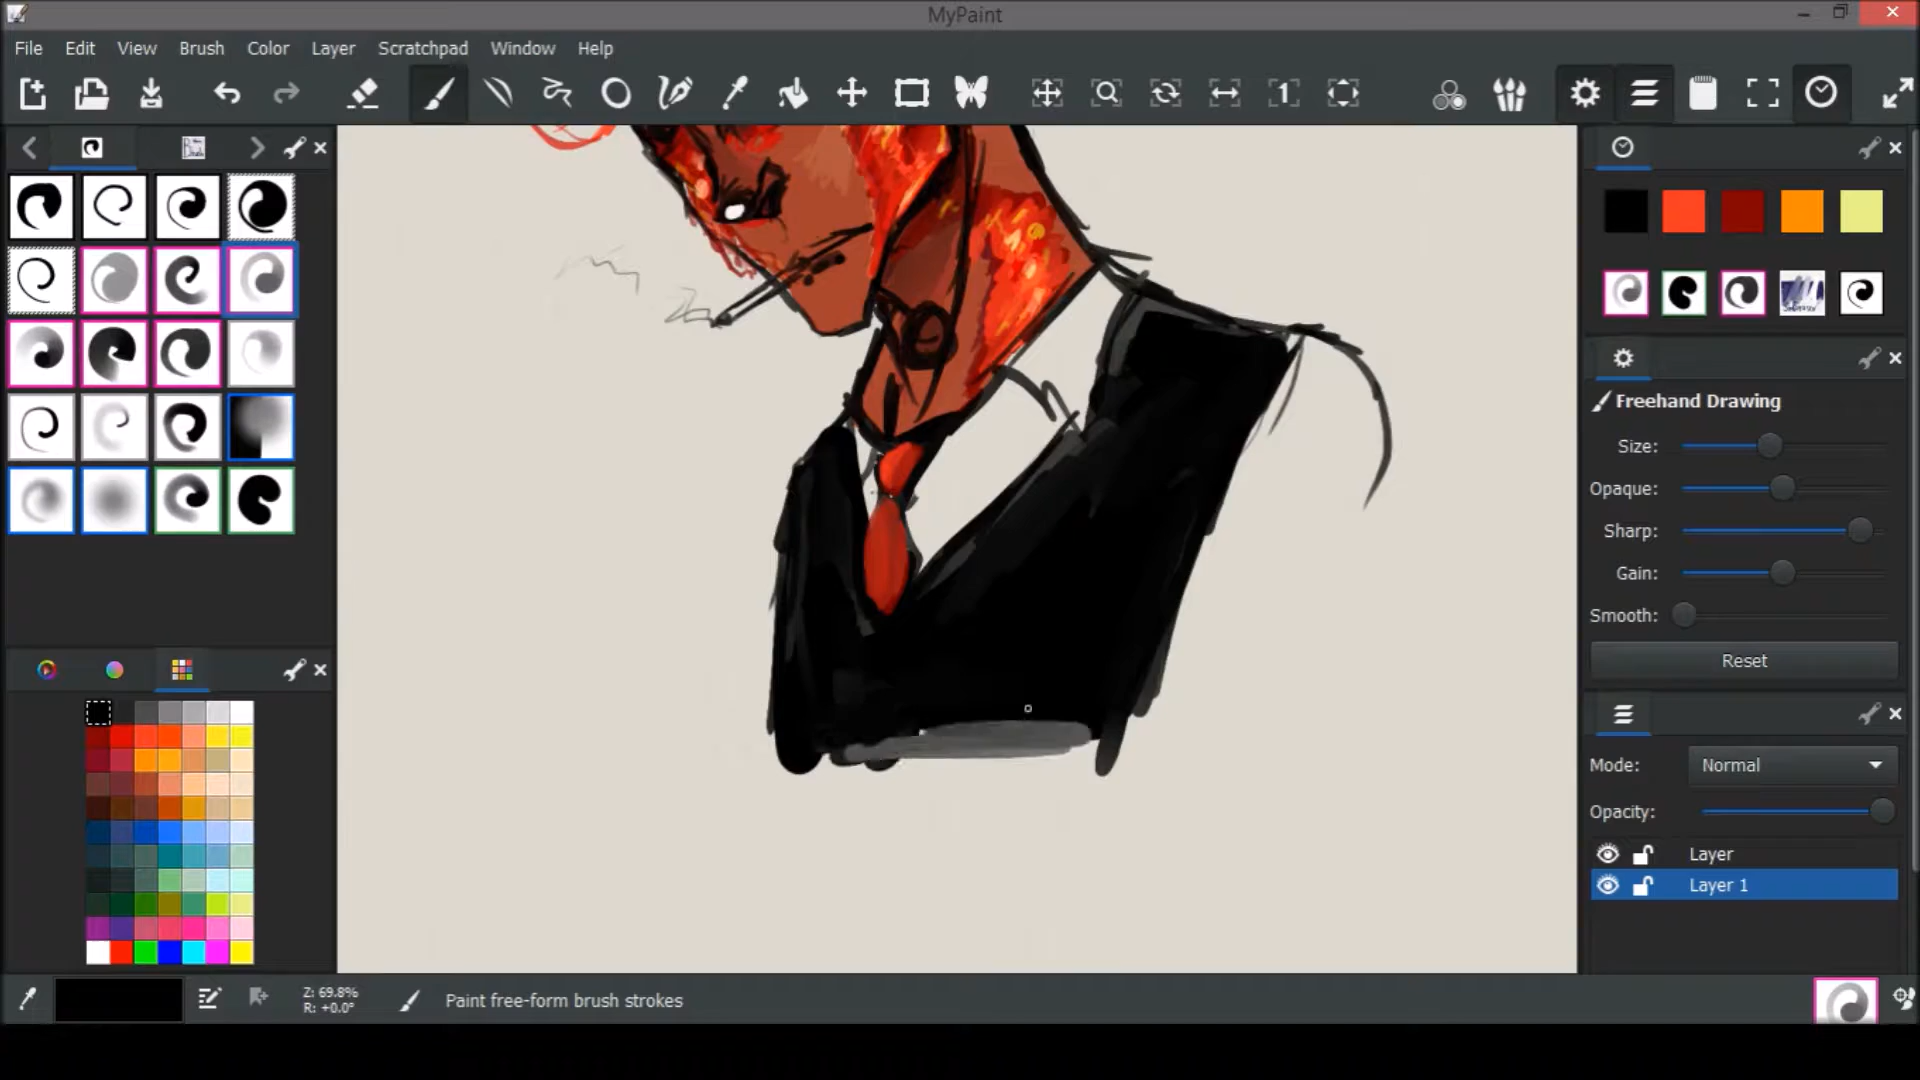 MyPaint
File Edit View Brush Color Layer Scratchpad Window Help
1
Freehand Drawing
Size:
Opaque:
Sharp:
Gain:
Smooth:
Reset
Mode: Normal
Opacity:
Layer
Layer 1
Z: 69.8%
R: +0.0°
Paint free-form brush strokes